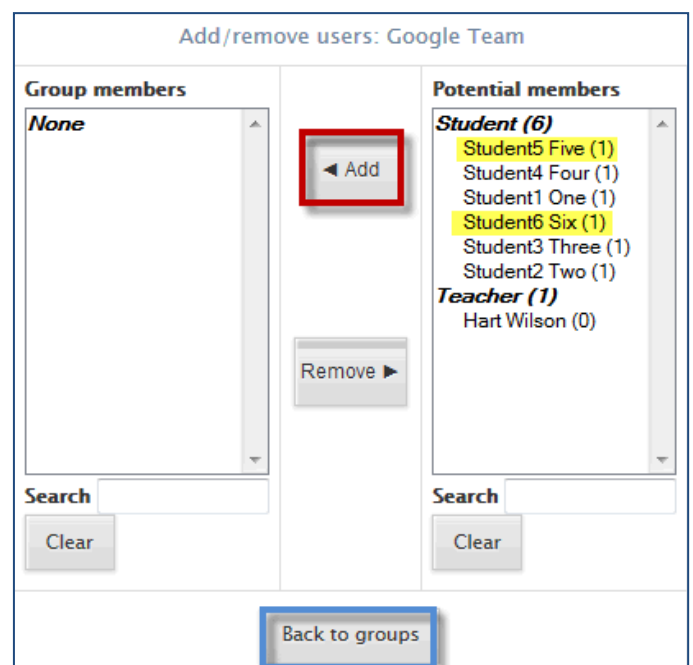 Add/remove users: Google Team
Group members
None
Search
Clear
◄ Add
Remove ►
Potential members
Student (6)
Student5 Five (1)
Student4 Four (1)
Student1 One (1)
Student6 Six (1)
Student3 Three (1)
Student2 Two (1)
Teacher (1)
Hart Wilson (0)
Search
Clear
Back to groups